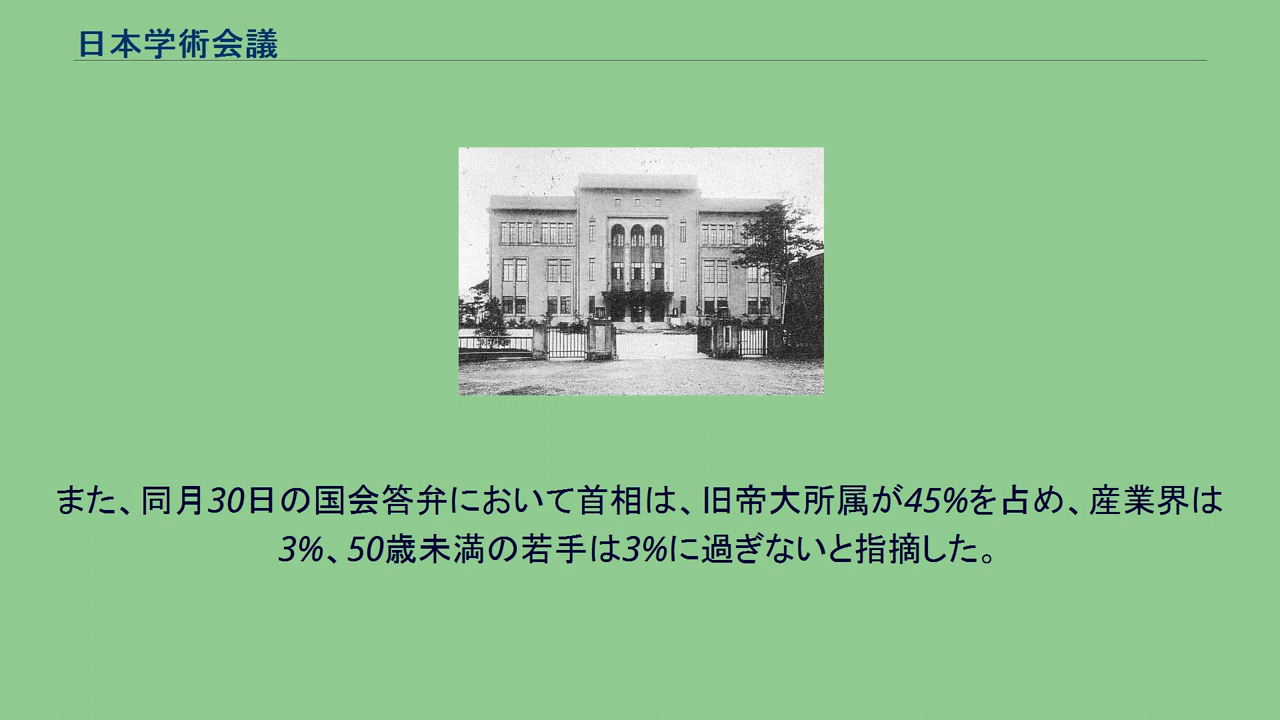 日本学術会議
また、同月30日の国会答弁において首相は、旧帝大所属が45%を占め、産業界は
3%、50歳未満の若手は3%に過ぎないと指摘した。